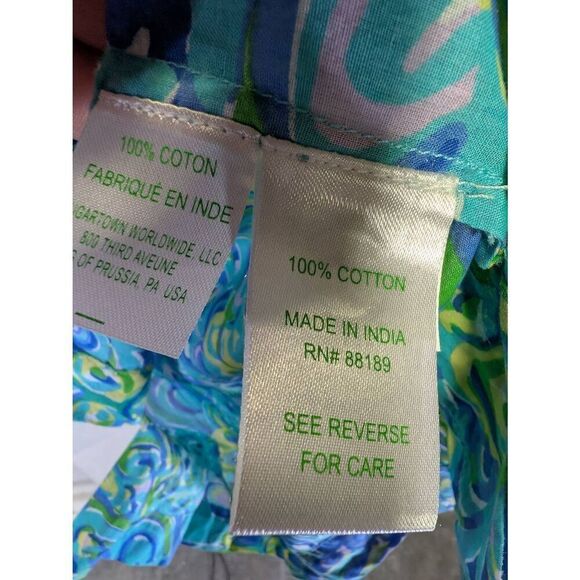 100% COTON
FABRIQUÉ EN INDE
GARTOWN WORLDWIDE, LLC
600 THIRD AVEUNE
OF PRUSSIA, PA. USA
100% COTTON
MADE IN INDIA
RN# 88189
SEE REVERSE
FOR CARE